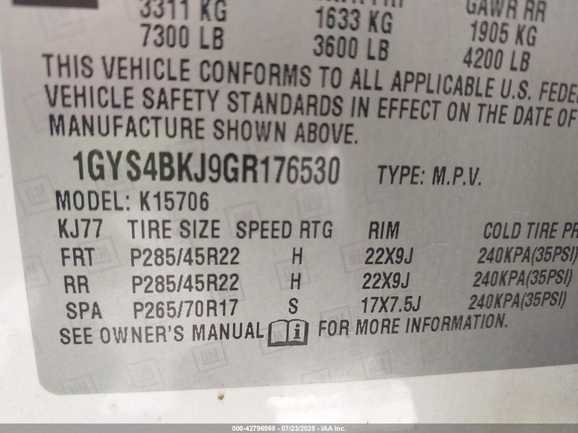 3311 KG 1633 KG 1905 KG
7300 LB 3600 LB 4200 LB
THIS VEHICLE CONFORMS TO ALL APPLICABLE U.S. FEDE
VEHICLE SAFETY STANDARDS IN EFFECT ON THE DATE OF
MANUFACTURE SHOWN ABOVE.
1GYS4BKJ9GR176530 TYPE: M.P.V.
MODEL: K15706
KJ77 TIRE SIZE SPEED RTG RIM COLD TIRE PR
FRT P285/45R22 H 22X9J 240KPA(35PSI)
RR P285/45R22 H 22X9J 240KPA(35PSI)
SPA P265/70R17 S 17X7.5J 240KPA(35PSI)
SEE OWNER'S MANUAL FOR MORE INFORMATION.